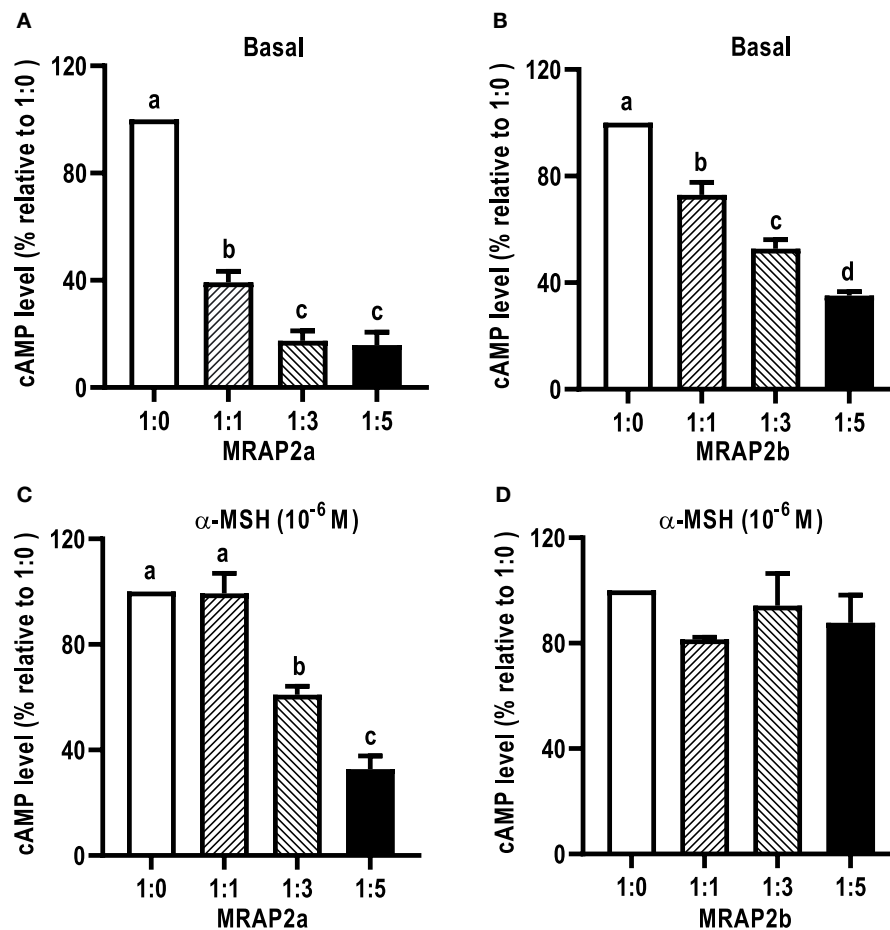 A
Basal
cAMP level (% relative to 1:0 )
120
80
40
0
a
b
c
c
1:0 1:1 1:3 1:5
MRAP2a
B
Basal
cAMP level (% relative to 1:0 )
120
80
40
0
a
b
c
d
1:0 1:1 1:3 1:5
MRAP2b
C
α-MSH (10⁻⁶ M )
cAMP level (% relative to 1:0 )
120
80
40
0
a
a
b
c
1:0 1:1 1:3 1:5
MRAP2a
D
α-MSH (10⁻⁶ M )
cAMP level (% relative to 1:0 )
120
80
40
0
1:0 1:1 1:3 1:5
MRAP2b